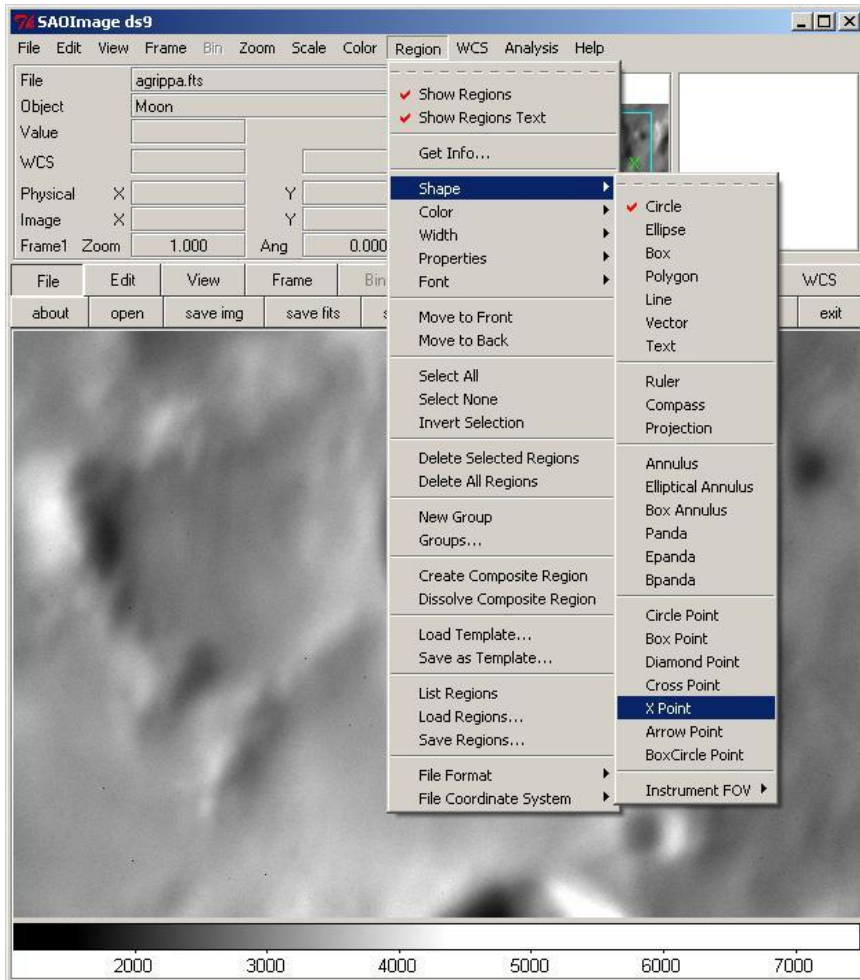 SAOImage ds9
File Edit View Frame Bin Zoom Scale Color Region WCS Analysis Help
File agrippa.fts
Object Moon
Value
WCS
Physical X Y
Image X Y
Frame1 Zoom 1.000 Ang 0.000
File Edit View Frame Bin WCS
about open save img save fits s exit
Show Regions
Show Regions Text
Get Info...
Shape
Color
Width
Properties
Font
Move to Front
Move to Back
Select All
Select None
Invert Selection
Delete Selected Regions
Delete All Regions
New Group
Groups...
Create Composite Region
Dissolve Composite Region
Load Template...
Save as Template...
List Regions
Load Regions...
Save Regions...
File Format
File Coordinate System
Circle
Ellipse
Box
Polygon
Line
Vector
Text
Ruler
Compass
Projection
Annulus
Elliptical Annulus
Box Annulus
Panda
Epanda
Bpanda
Circle Point
Box Point
Diamond Point
Cross Point
X Point
Arrow Point
BoxCircle Point
Instrument FOV
X
2000 3000 4000 5000 6000 7000